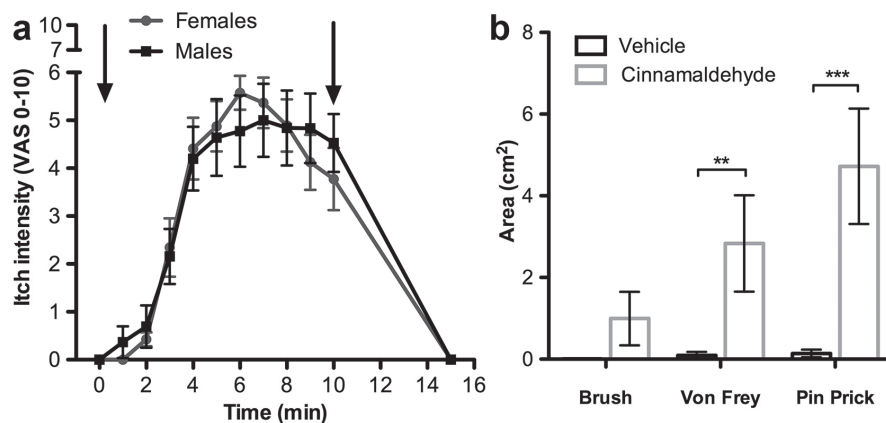 a
Females
Males
Itch intensity (VAS 0-10)
10
7
6
5
4
3
2
1
0
0 2 4 6 8 10 12 14 16
Time (min)
b
Vehicle
Cinnamaldehyde
Area (cm²)
8
6
4
2
0
**
***
Brush Von Frey Pin Prick